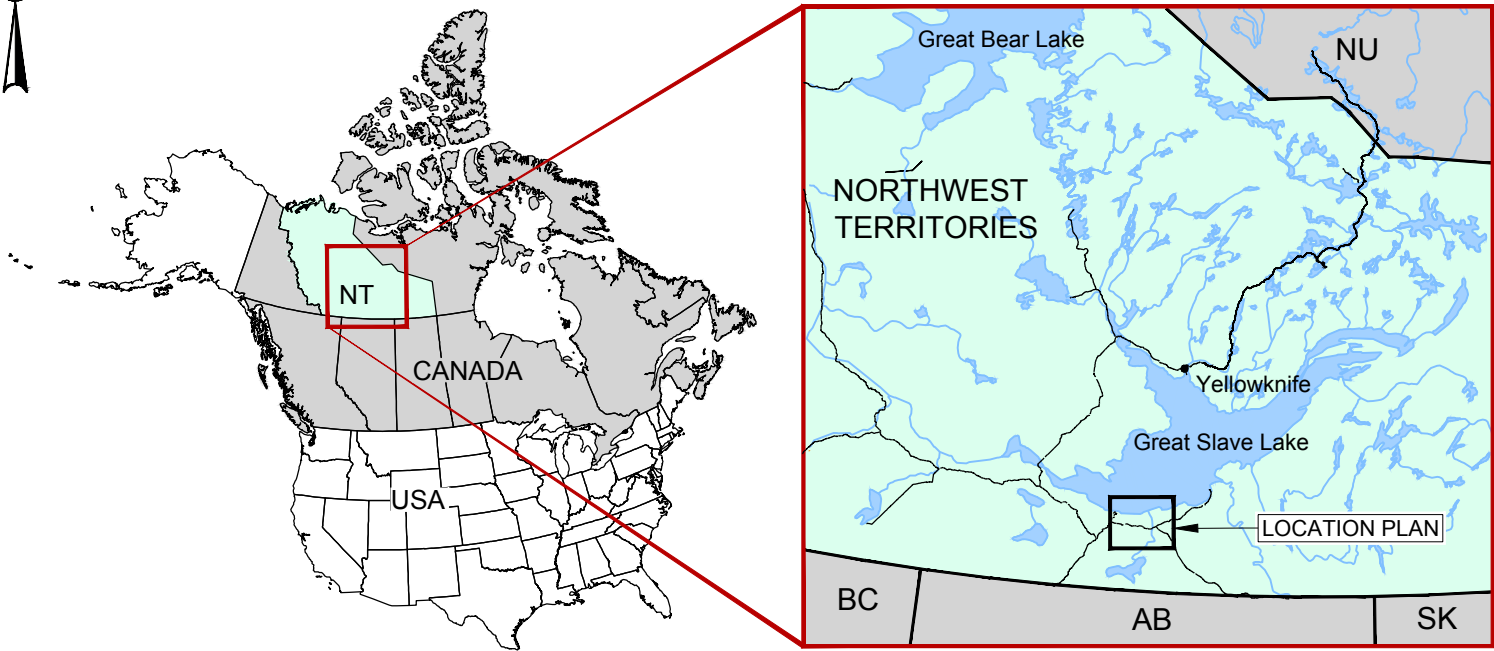 NT
CANADA
USA
Great Bear Lake
NU
NORTHWEST
TERRITORIES
Yellowknife
Great Slave Lake
LOCATION PLAN
BC
AB
SK